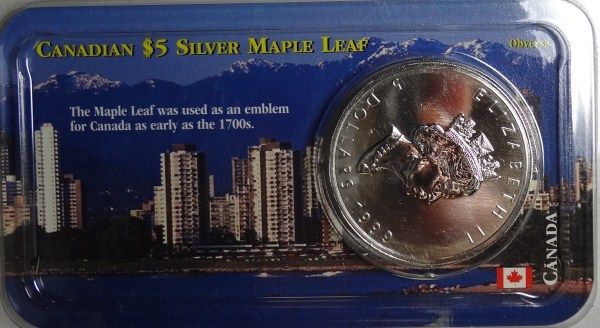 CANADIAN $5 SILVER MAPLE LEAF
Obverse
The Maple Leaf was used as an emblem
for Canada as early as the 1700s.
ELIZABETH II
5 DOLLARS 1999
CANADA